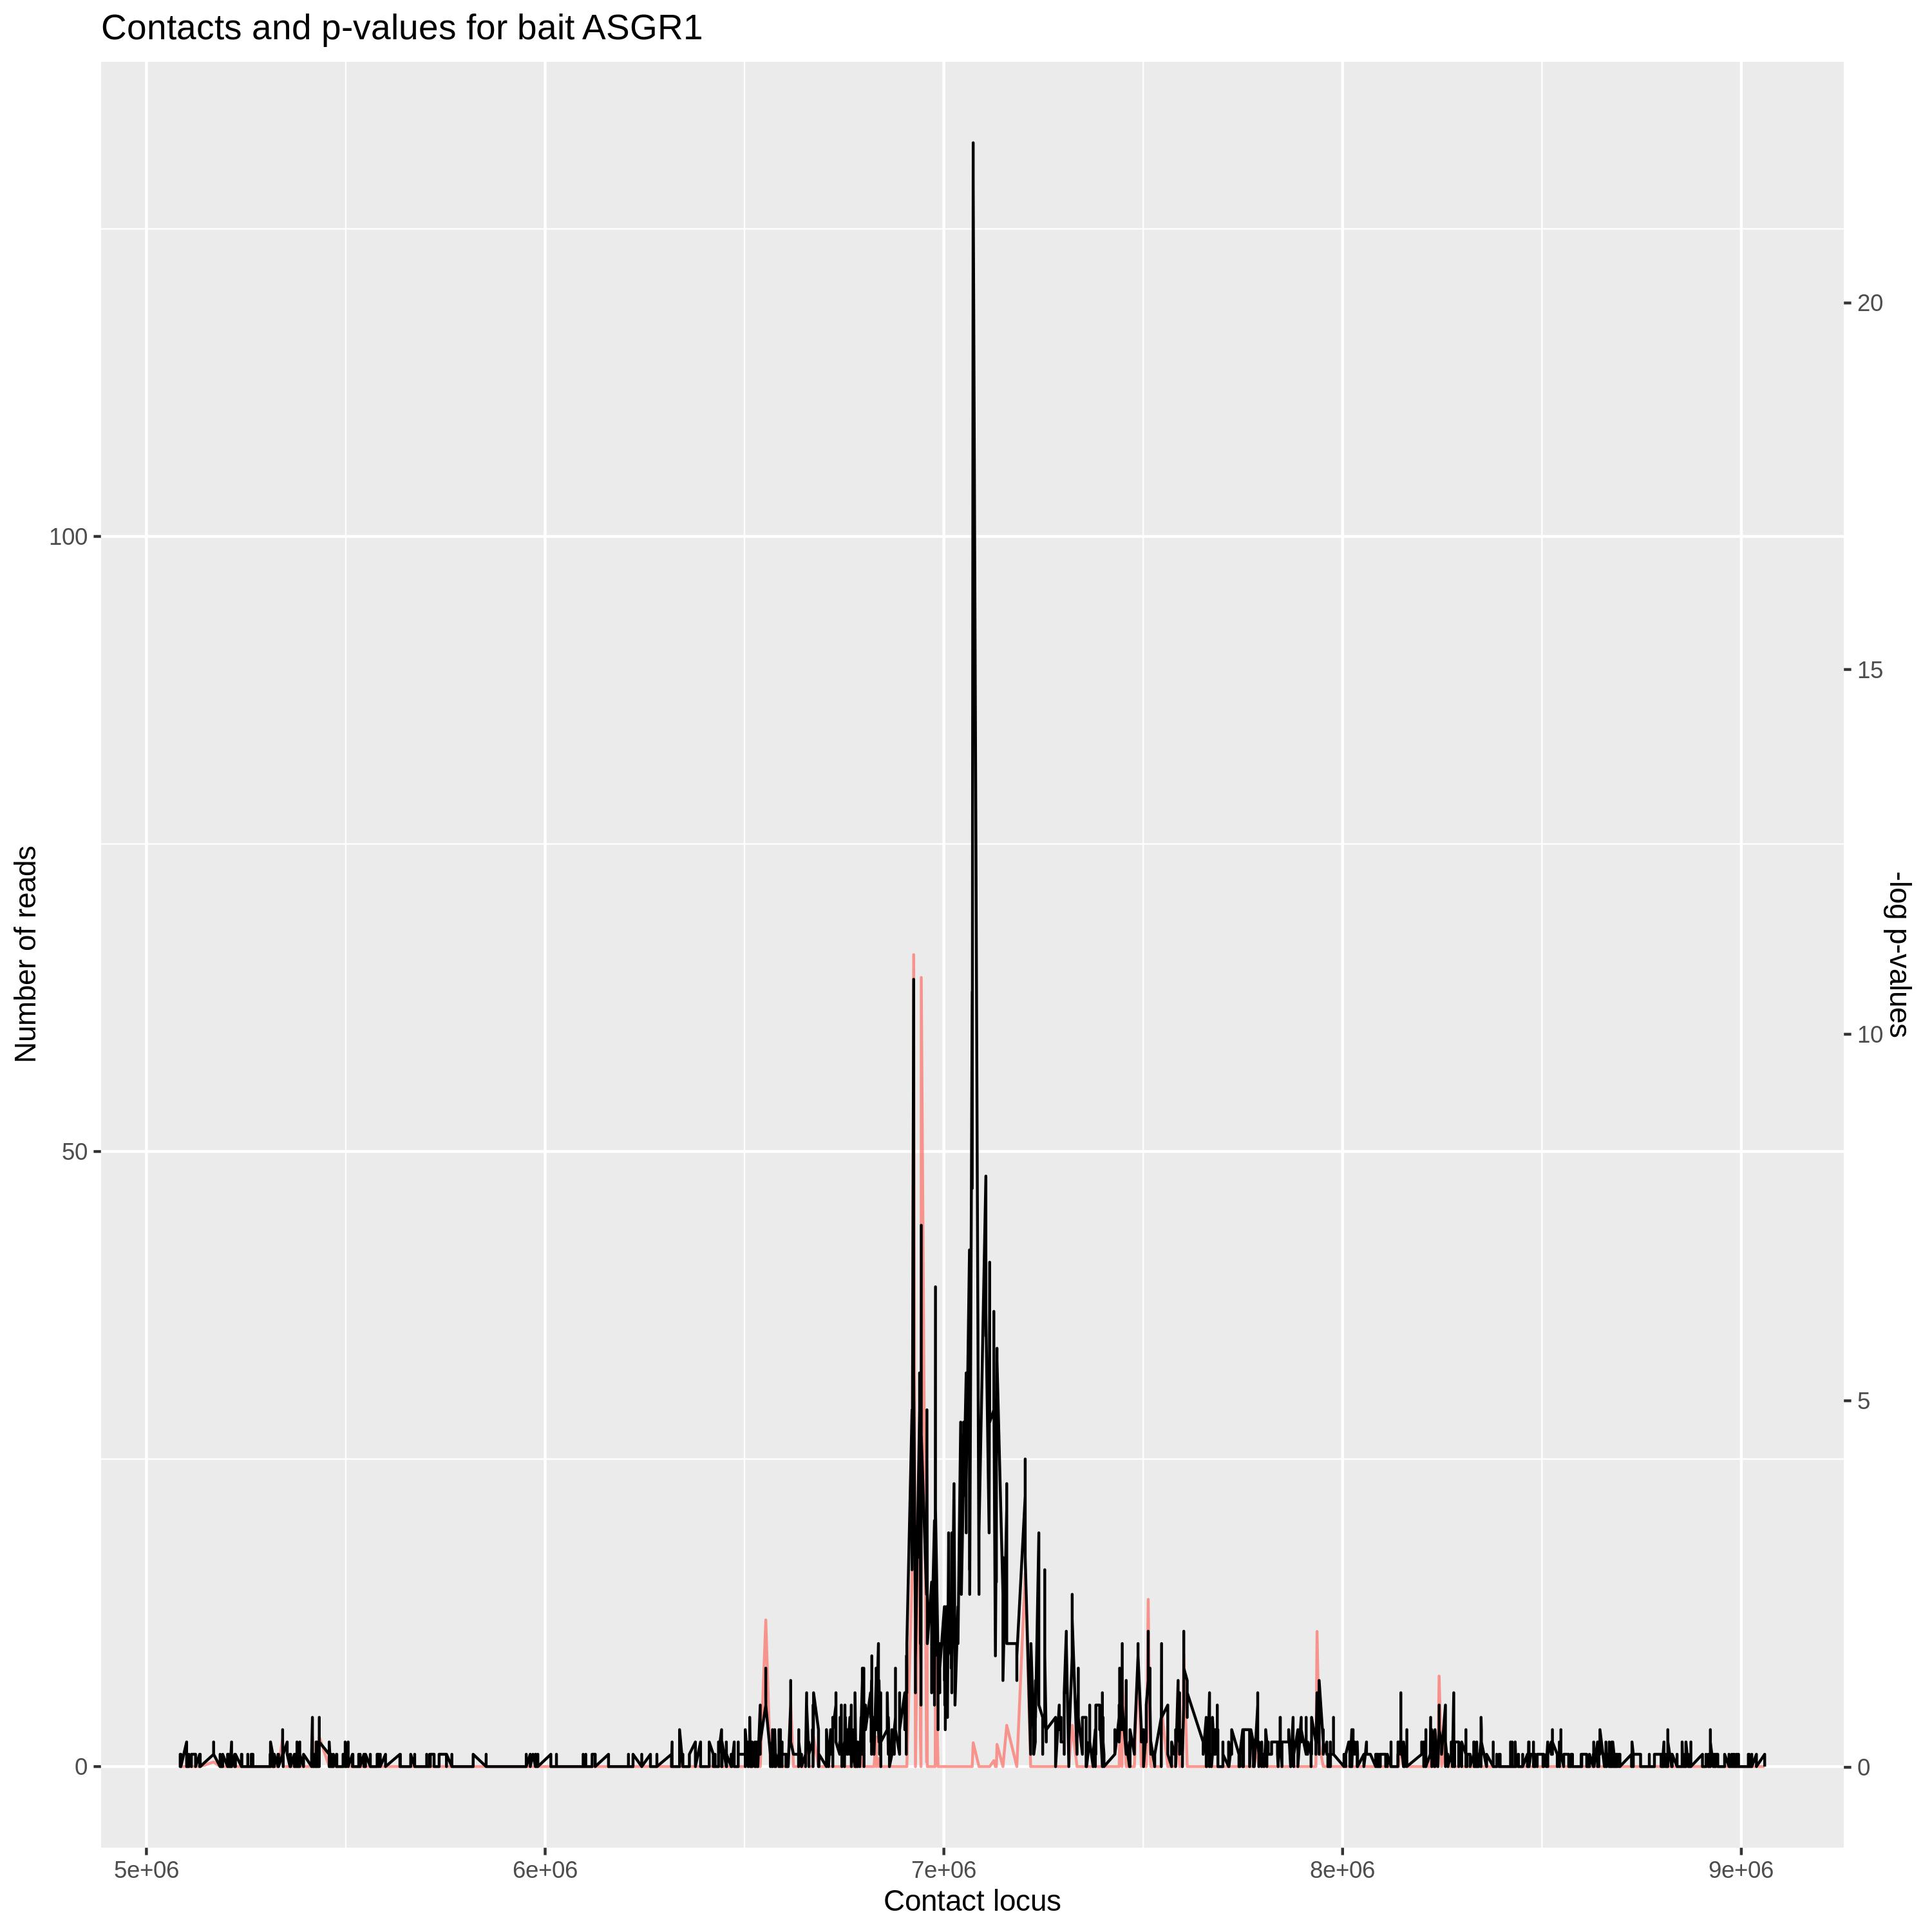 Contacts and p-values for bait ASGR1
100
50
0
20
15
10
5
0
Number of reads
-log p-values
5e+06 6e+06 7e+06 8e+06 9e+06
Contact locus